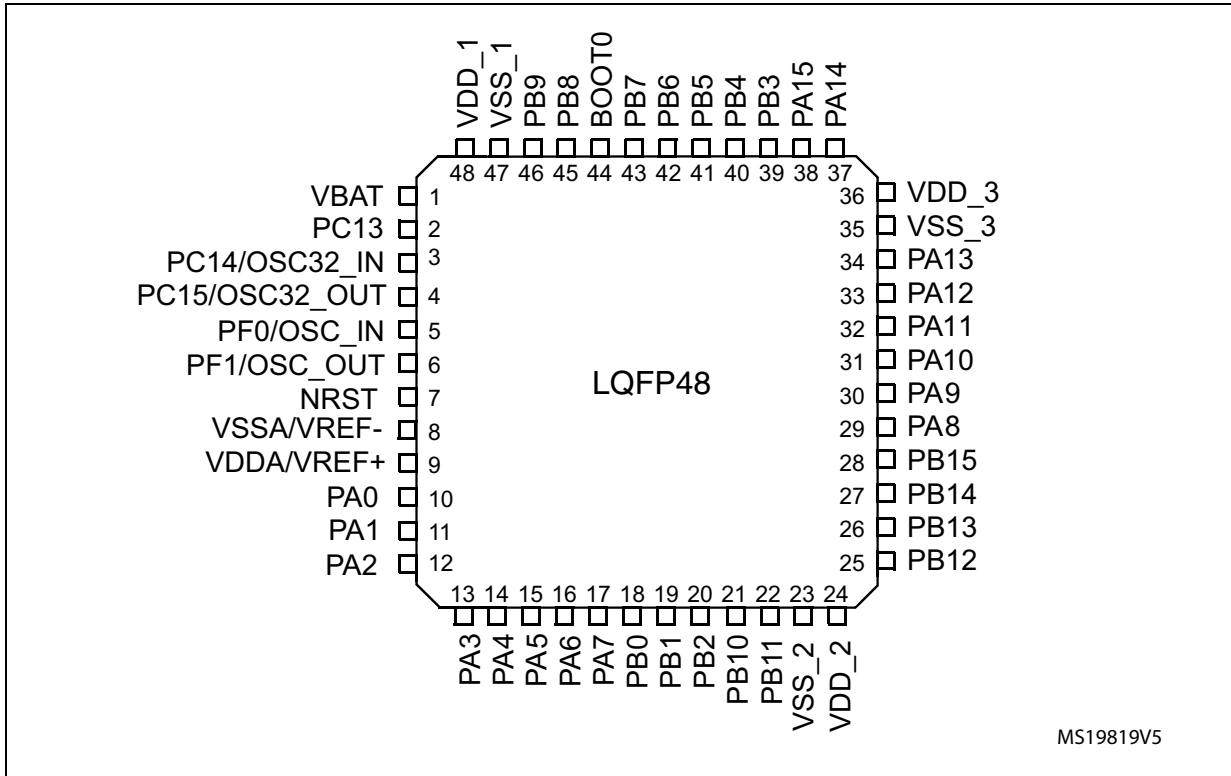 VDD_1
VSS_1
PB9
PB8
BOOT0
PB7
PB6
PB5
PB4
PB3
PA15
PA14
48 47 46 45 44 43 42 41 40 39 38 37
VBAT 1
PC13 2
PC14/OSC32_IN 3
PC15/OSC32_OUT 4
PF0/OSC_IN 5
PF1/OSC_OUT 6
NRST 7
VSSA/VREF- 8
VDDA/VREF+ 9
PA0 10
PA1 11
PA2 12
LQFP48
36 VDD_3
35 VSS_3
34 PA13
33 PA12
32 PA11
31 PA10
30 PA9
29 PA8
28 PB15
27 PB14
26 PB13
25 PB12
13 14 15 16 17 18 19 20 21 22 23 24
PA3
PA4
PA5
PA6
PA7
PB0
PB1
PB2
PB10
PB11
VSS_2
VDD_2
MS19819V5